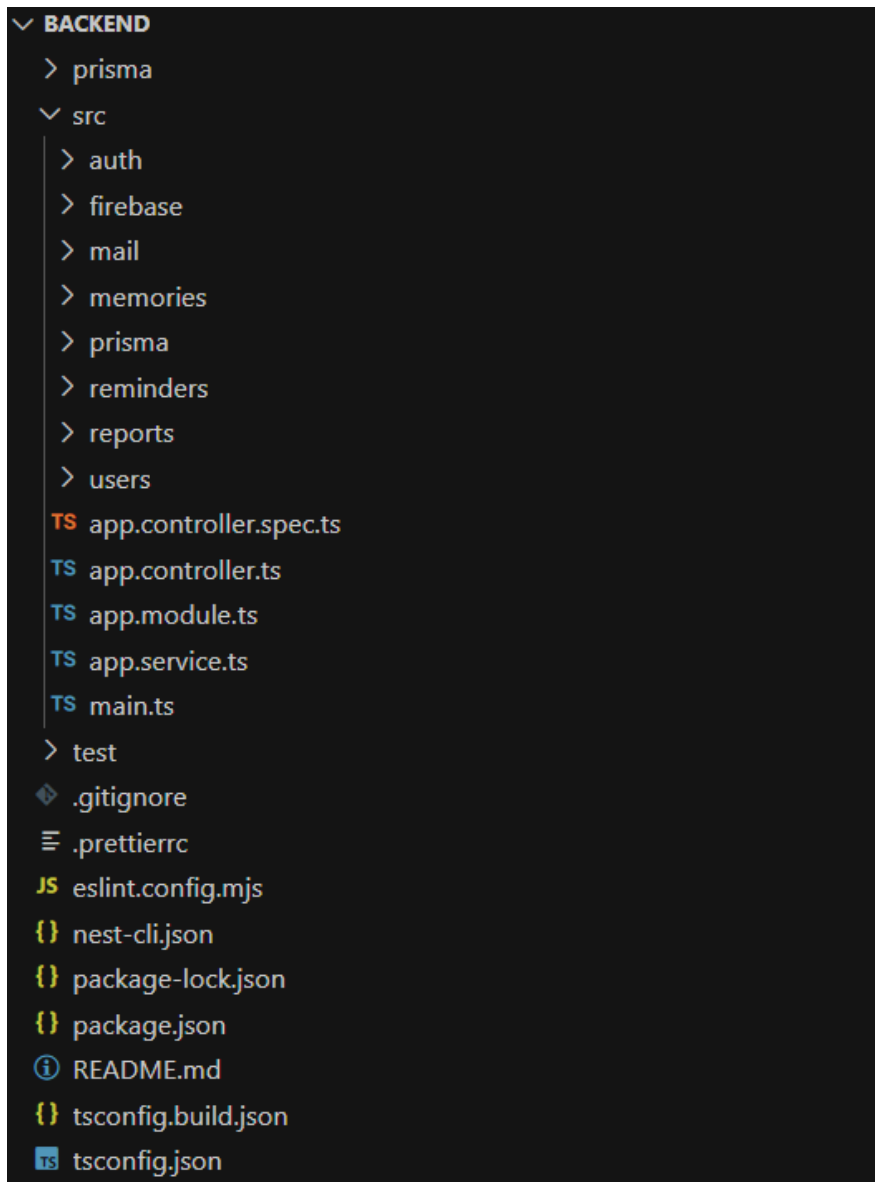 BACKEND
prisma
src
auth
firebase
mail
memories
prisma
reminders
reports
users
TS app.controller.spec.ts
TS app.controller.ts
TS app.module.ts
TS app.service.ts
TS main.ts
test
.gitignore
.prettierrc
JS eslint.config.mjs
{} nest-cli.json
{} package-lock.json
{} package.json
README.md
{} tsconfig.build.json
TS tsconfig.json